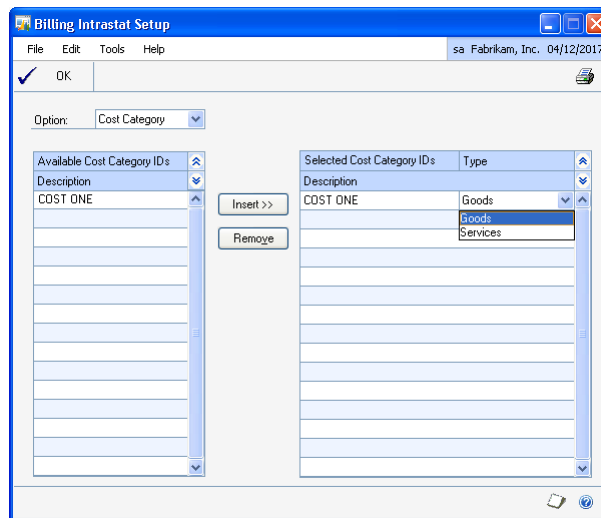 Billing Intrastat Setup
File Edit Tools Help sa Fabrikam, Inc. 04/12/2017
OK
Option: Cost Category
Available Cost Category IDs
Description
COST ONE
Insert >>
Remove
Selected Cost Category IDs Type
Description
COST ONE Goods
Goods
Services